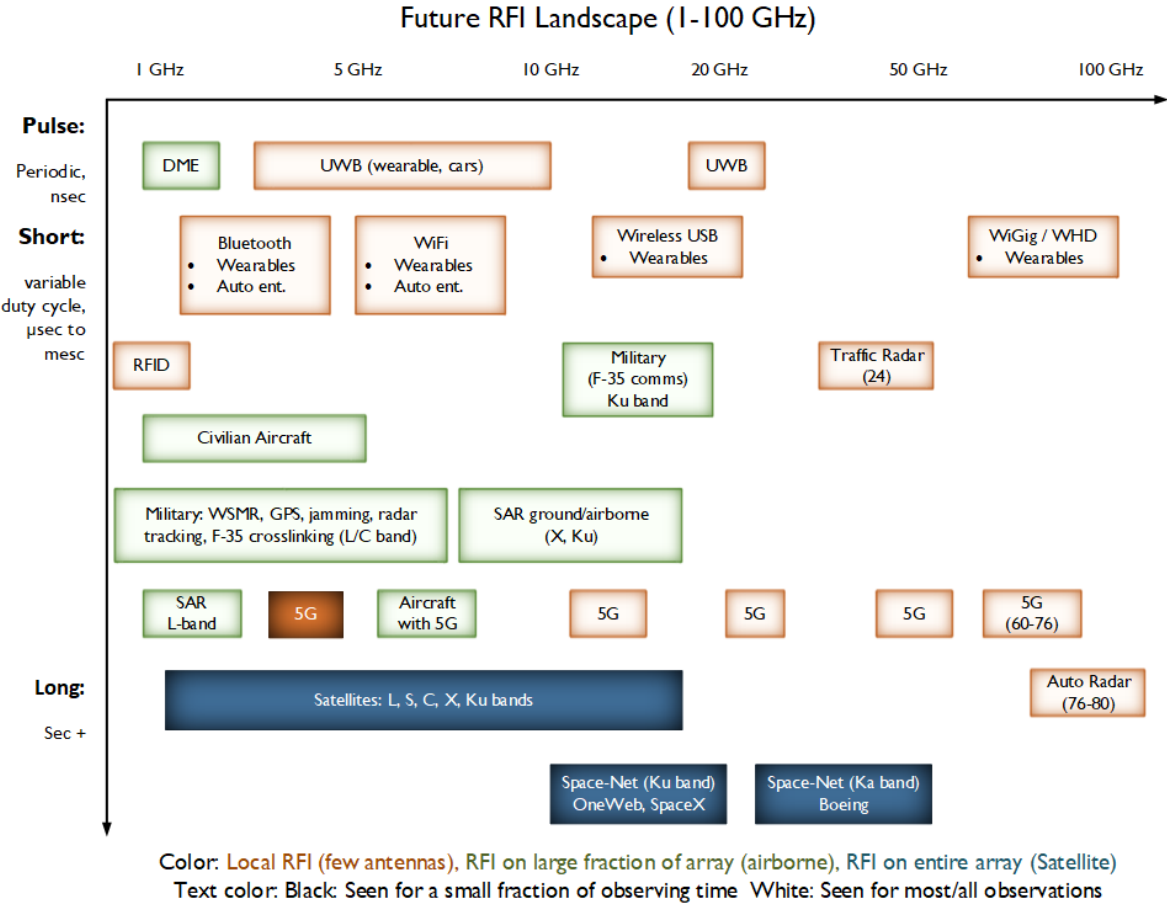 Future RFI Landscape (1-100 GHz)
1 GHz 5 GHz 10 GHz 20 GHz 50 GHz 100 GHz
Pulse:
Periodic,
nsec
DME
UWB (wearable, cars)
UWB
Short:
variable
duty cycle,
µsec to
mesc
Bluetooth
• Wearables
• Auto ent.
WiFi
• Wearables
• Auto ent.
Wireless USB
• Wearables
WiGig / WHD
• Wearables
RFID
Military
(F-35 comms)
Ku band
Traffic Radar
(24)
Civilian Aircraft
Military: WSMR, GPS, jamming, radar
tracking, F-35 crosslinking (L/C band)
SAR ground/airborne
(X, Ku)
SAR
L-band
5G
Aircraft
with 5G
5G
5G
5G
5G
(60-76)
Long:
Sec +
Satellites: L, S, C, X, Ku bands
Auto Radar
(76-80)
Space-Net (Ku band)
OneWeb, SpaceX
Space-Net (Ka band)
Boeing
Color: Local RFI (few antennas), RFI on large fraction of array (airborne), RFI on entire array (Satellite)
Text color: Black: Seen for a small fraction of observing time White: Seen for most/all observations